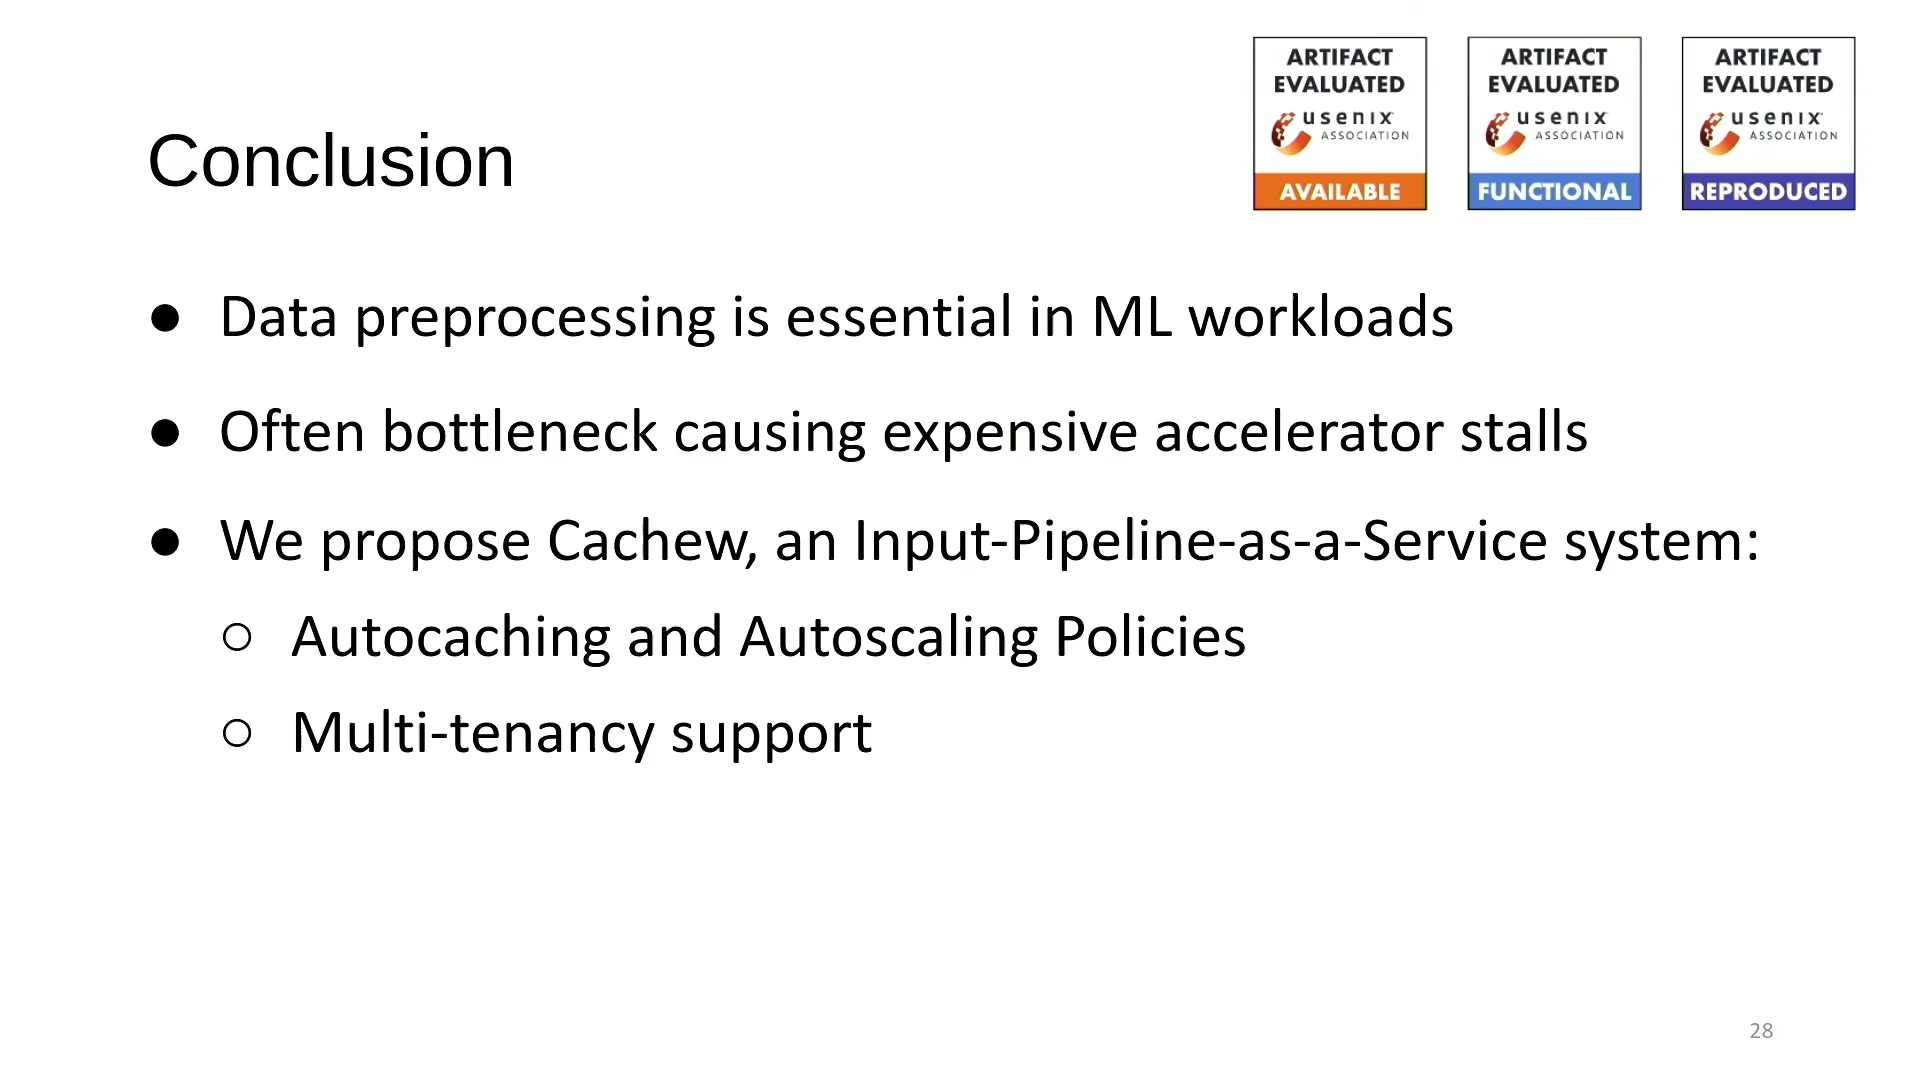 ARTIFACT
EVALUATED
usenix
ASSOCIATION
AVAILABLE
ARTIFACT
EVALUATED
usenix
ASSOCIATION
FUNCTIONAL
ARTIFACT
EVALUATED
usenix
ASSOCIATION
REPRODUCED
Conclusion
● Data preprocessing is essential in ML workloads
● Often bottleneck causing expensive accelerator stalls
● We propose Cachew, an Input-Pipeline-as-a-Service system:
○ Autocaching and Autoscaling Policies
○ Multi-tenancy support
28